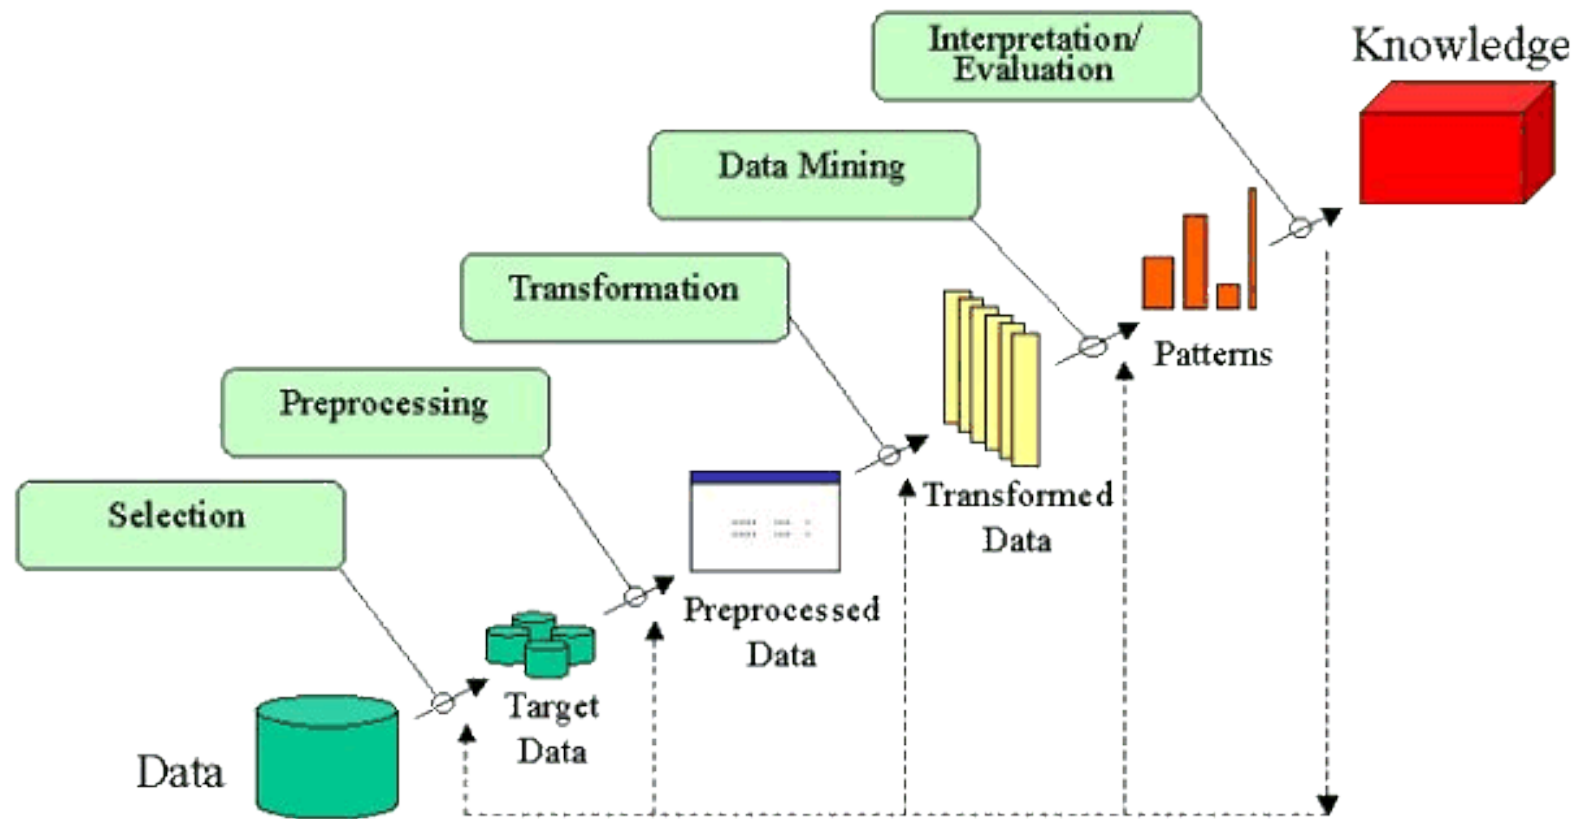 Interpretation/
Evaluation
Knowledge
Data Mining
Transformation
Patterns
Preprocessing
Selection
Transformed
Data
Preprocessed
Data
Target
Data
Data